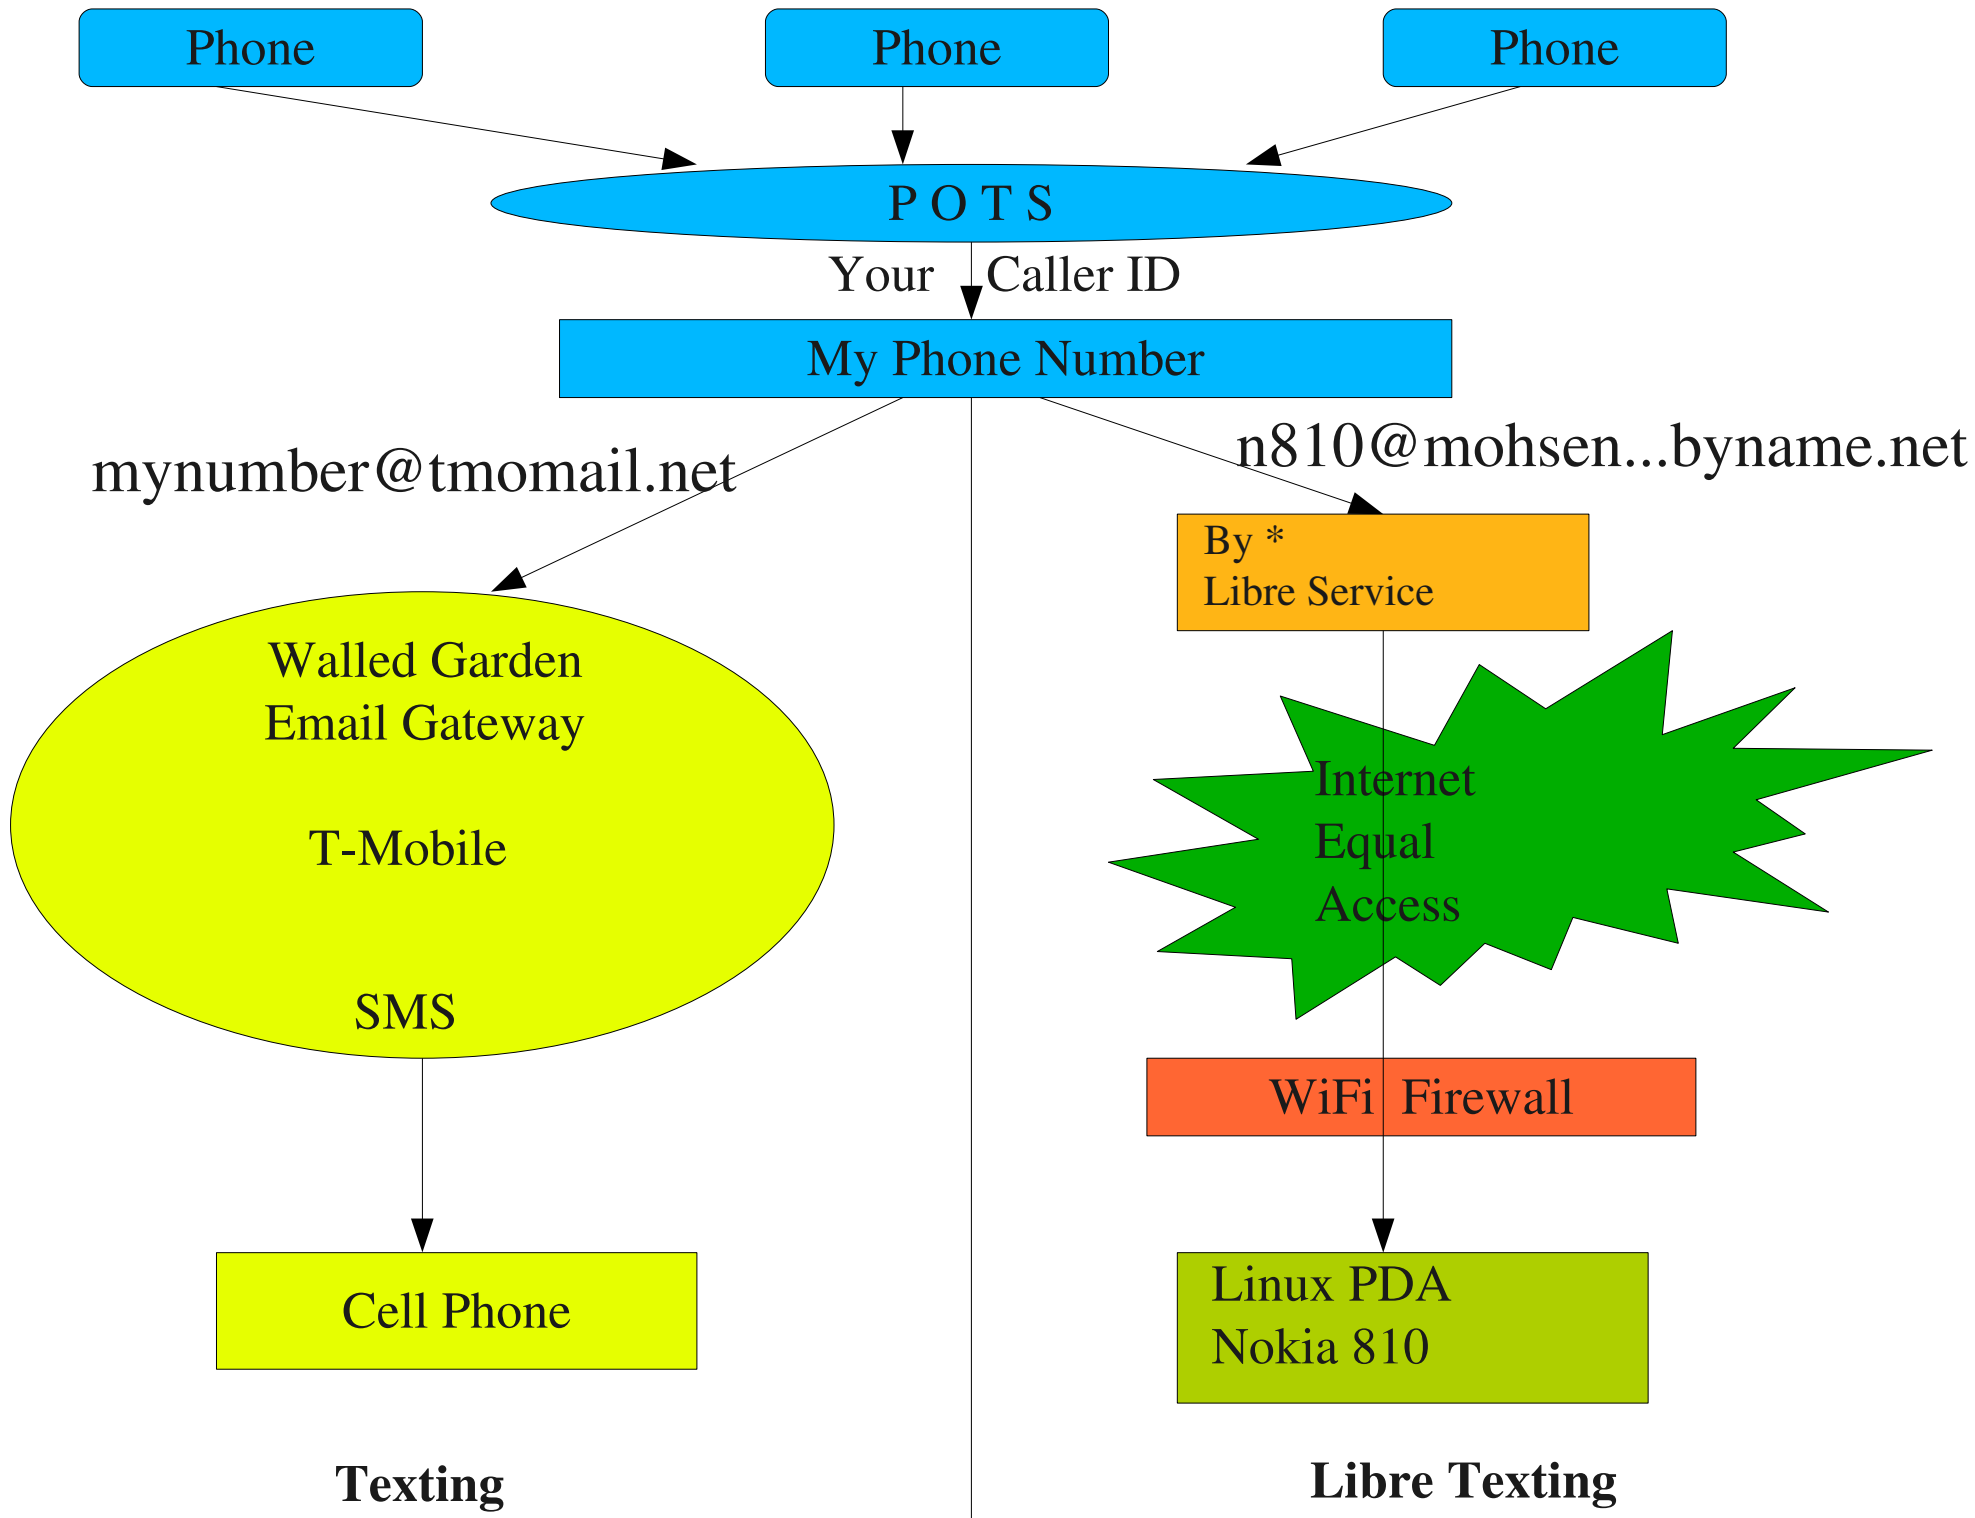 Phone
Phone
Phone
P O T S
Your Caller ID
My Phone Number
mynumber@tmomail.net
n810@mohsen...byname.net
By *
Libre Service
Walled Garden
Email Gateway
T-Mobile
SMS
Internet
Equal
Access
WiFi Firewall
Cell Phone
Linux PDA
Nokia 810
Texting
Libre Texting